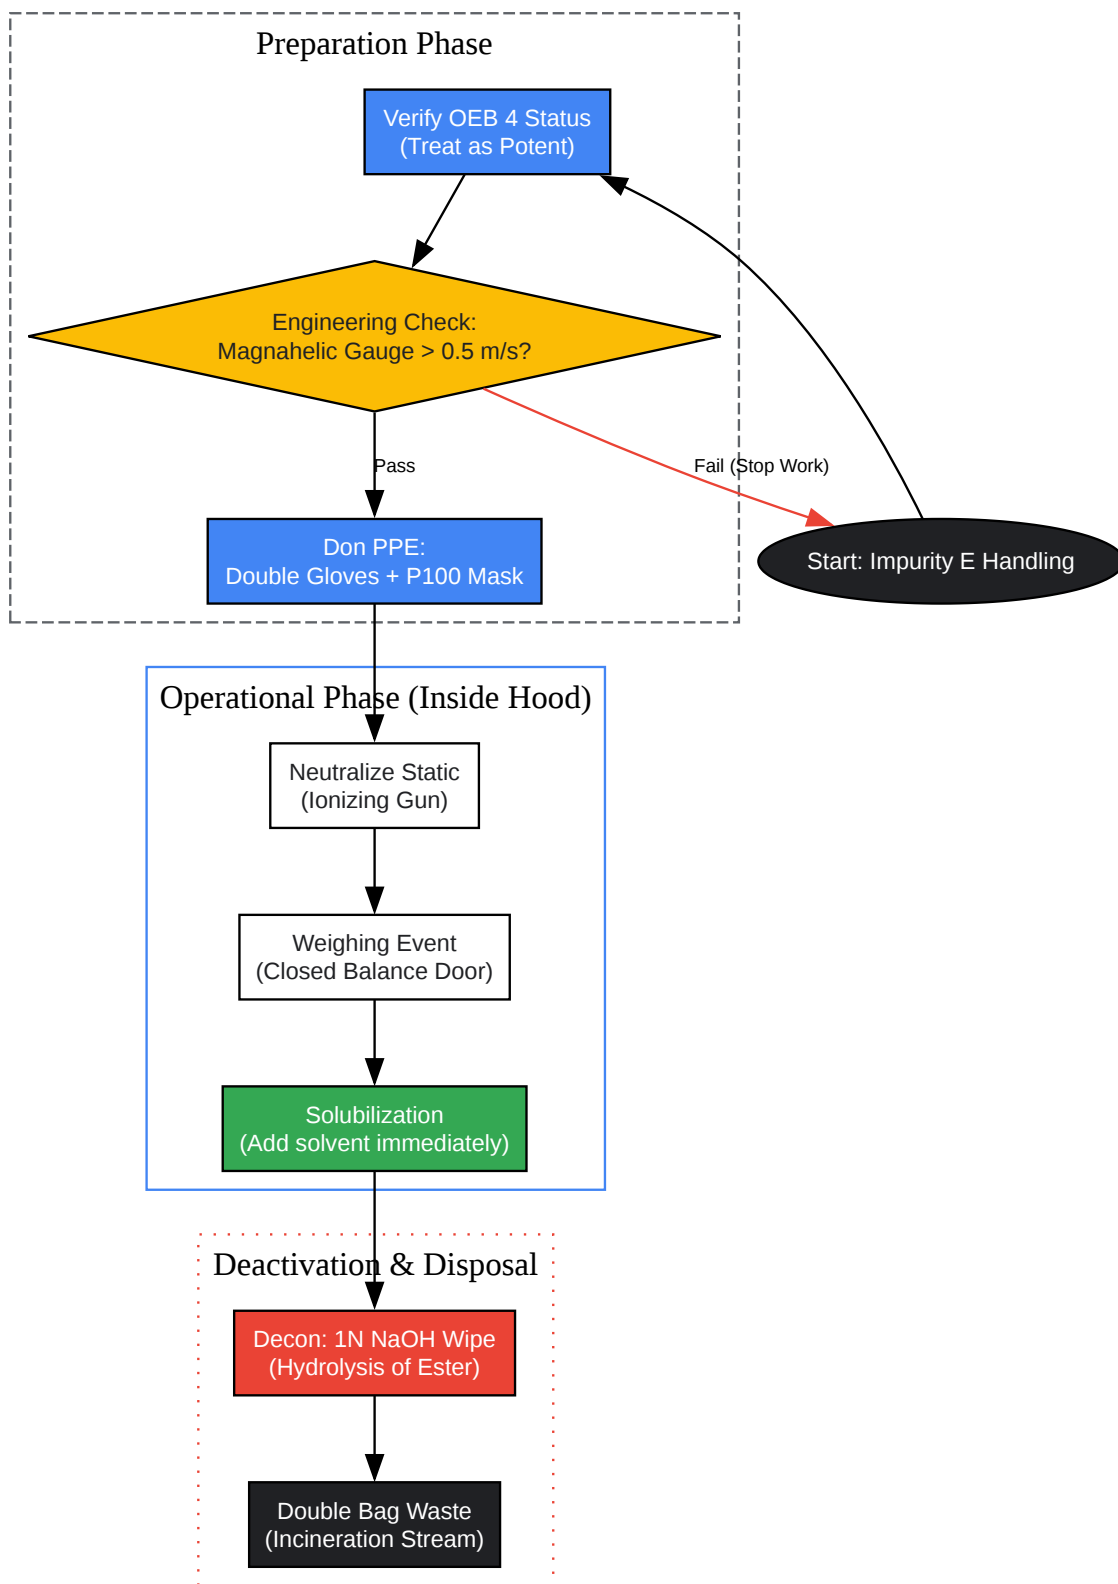 Preparation Phase
Verify OEB 4 Status
(Treat as Potent)
Engineering Check:
Magnahelic Gauge > 0.5 m/s?
Pass
Fail (Stop Work)
Don PPE:
Double Gloves + P100 Mask
Start: Impurity E Handling
Operational Phase (Inside Hood)
Neutralize Static
(Ionizing Gun)
Weighing Event
(Closed Balance Door)
Solubilization
(Add solvent immediately)
Deactivation & Disposal
Decon: 1N NaOH Wipe
(Hydrolysis of Ester)
Double Bag Waste
(Incineration Stream)